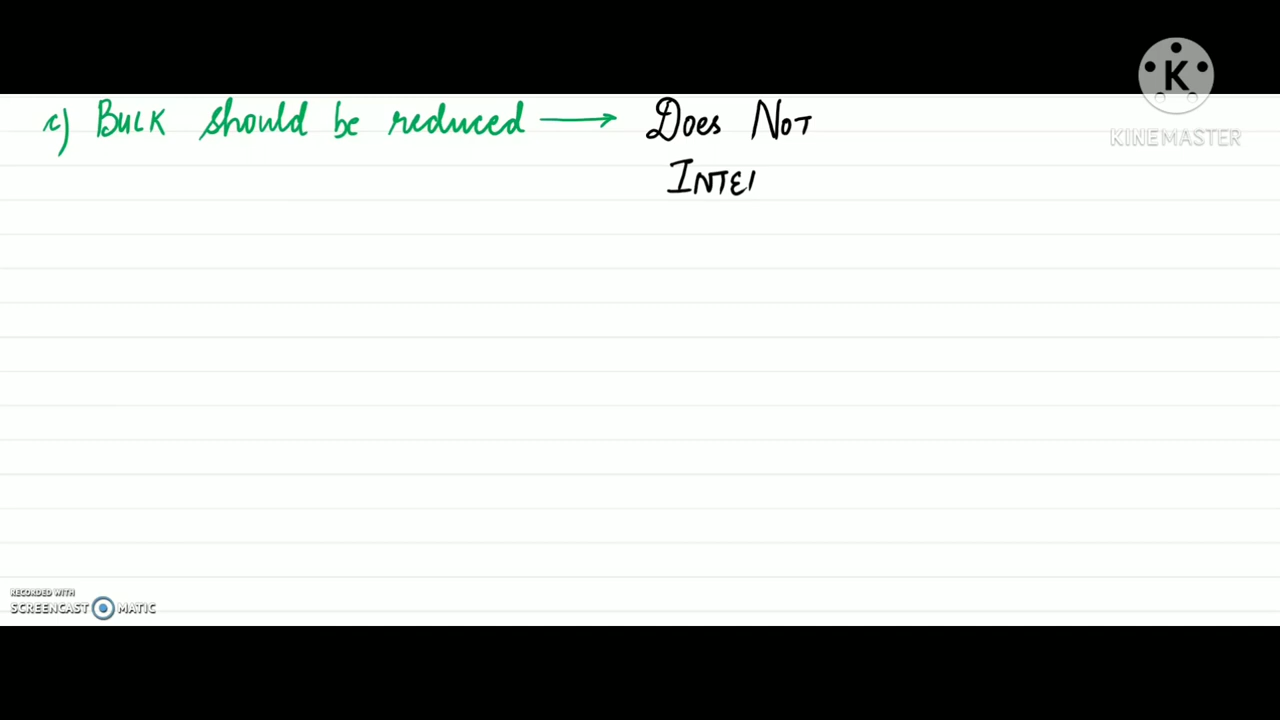 c) BULK should be reduced → Does NOT
INTE
K
KINEMASTER
RECORDED WITH
SCREENCAST MATIC